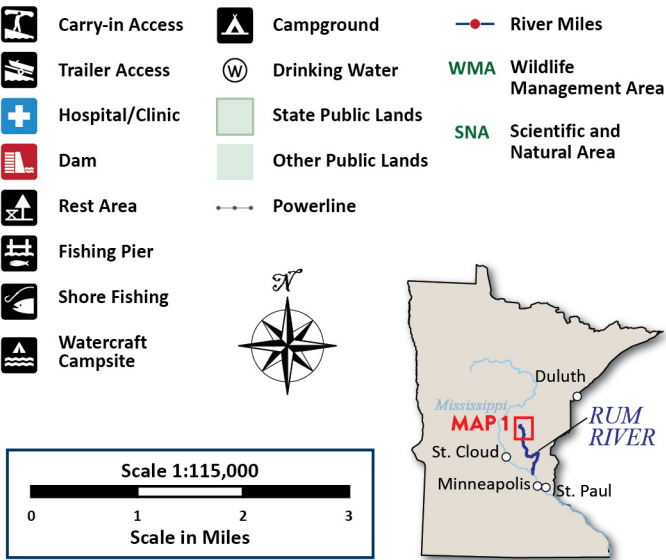 Carry-in Access
Trailer Access
Hospital/Clinic
Dam
Rest Area
Fishing Pier
Shore Fishing
Watercraft
Campsite
Campground
W Drinking Water
State Public Lands
Other Public Lands
Powerline
River Miles
WMA Wildlife
Management Area
SNA Scientific and
Natural Area
N
Duluth
Mississippi
MAP 1
RUM
RIVER
St. Cloud
Minneapolis
St. Paul
Scale 1:115,000
0 1 2 3
Scale in Miles